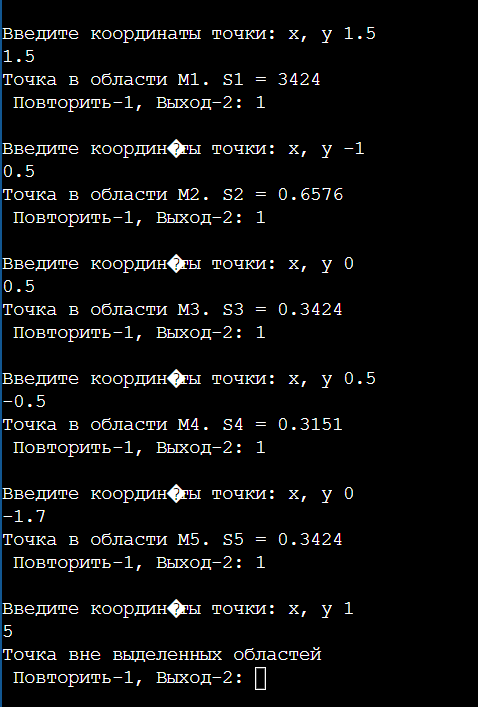 Введите координаты точки: x, y 1.5
1.5
Точка в области M1. S1 = 3424
Повторить-1, Выход-2: 1
Введите координ�ты точки: x, y -1
0.5
Точка в области M2. S2 = 0.6576
Повторить-1, Выход-2: 1
Введите координ�ты точки: x, y 0
0.5
Точка в области M3. S3 = 0.3424
Повторить-1, Выход-2: 1
Введите координ�ты точки: x, y 0.5
-0.5
Точка в области M4. S4 = 0.3151
Повторить-1, Выход-2: 1
Введите координ�ты точки: x, y 0
-1.7
Точка в области M5. S5 = 0.3424
Повторить-1, Выход-2: 1
Введите координ�ты точки: x, y 1
5
Точка вне выделенных областей
Повторить-1, Выход-2: